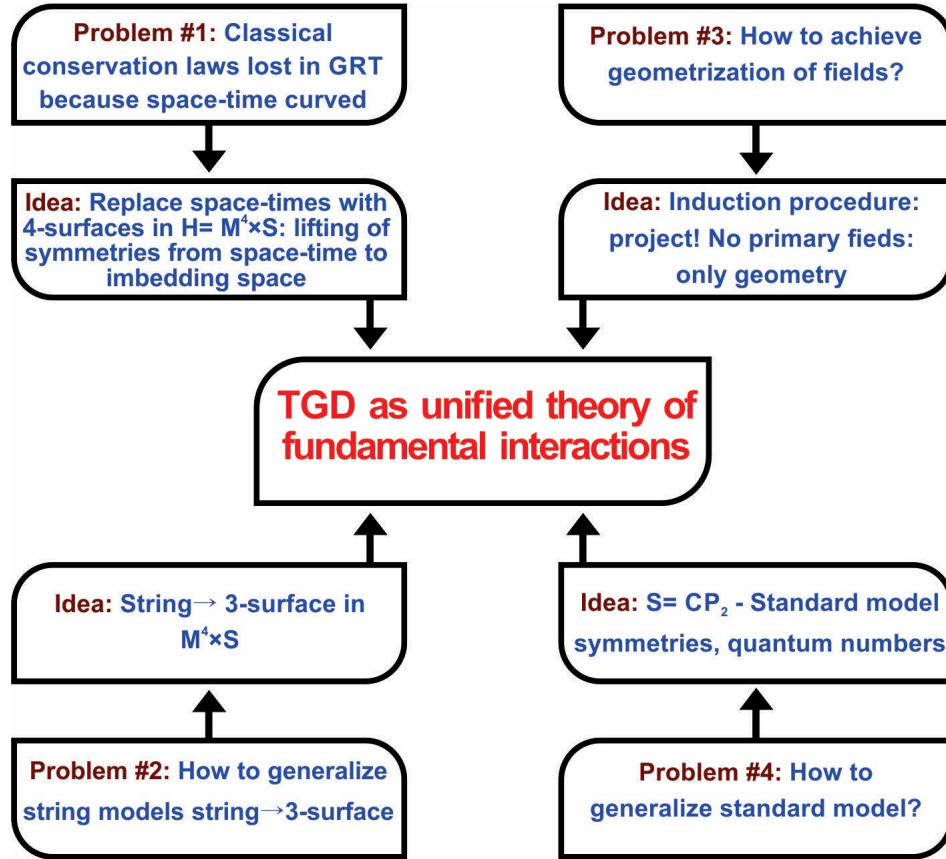 Problem #1: Classical
conservation laws lost in GRT
because space-time curved
Idea: Replace space-times with
4-surfaces in H= M⁴×S: lifting of
symmetries from space-time to
imbedding space
Problem #3: How to achieve
geometrization of fields?
Idea: Induction procedure:
project! No primary fieds:
only geometry
TGD as unified theory of
fundamental interactions
Idea: String→ 3-surface in
M⁴×S
Problem #2: How to generalize
string models string→3-surface
Idea: S= CP₂ - Standard model
symmetries, quantum numbers
Problem #4: How to
generalize standard model?